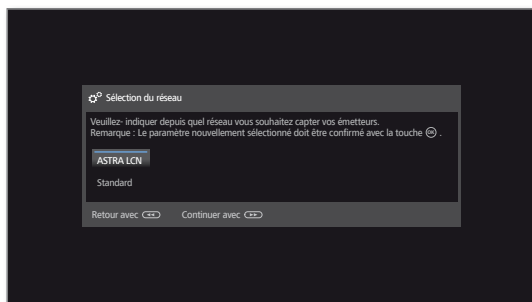 Sélection du réseau
Veuillez- indiquer depuis quel réseau vous souhaitez capter vos émetteurs.
Remarque : Le paramètre nouvellement sélectionné doit être confirmé avec la touche OK .
ASTRA LCN
Standard
Retour avec Continuer avec